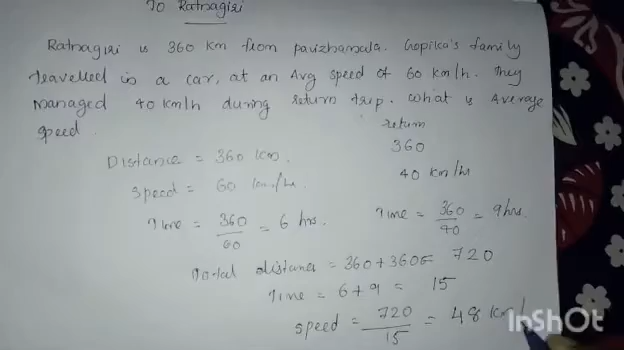 To Ratnagiri
Ratnagiri is 360 km from pavizhamala. Gopika's family
travelled in a car, at an Avg speed of 60 km/h. They
managed 40 km/h during return trip. What is Average
speed.
Distance = 360 km.
speed = 60 km/hr
Time = 360/60 = 6 hrs.
return
360
40 km/hr
Time = 360/40 = 9 hrs.
Total distance = 360 + 360 = 720
Time = 6 + 9 = 15
speed = 720/15 = 48 km/
InShOt